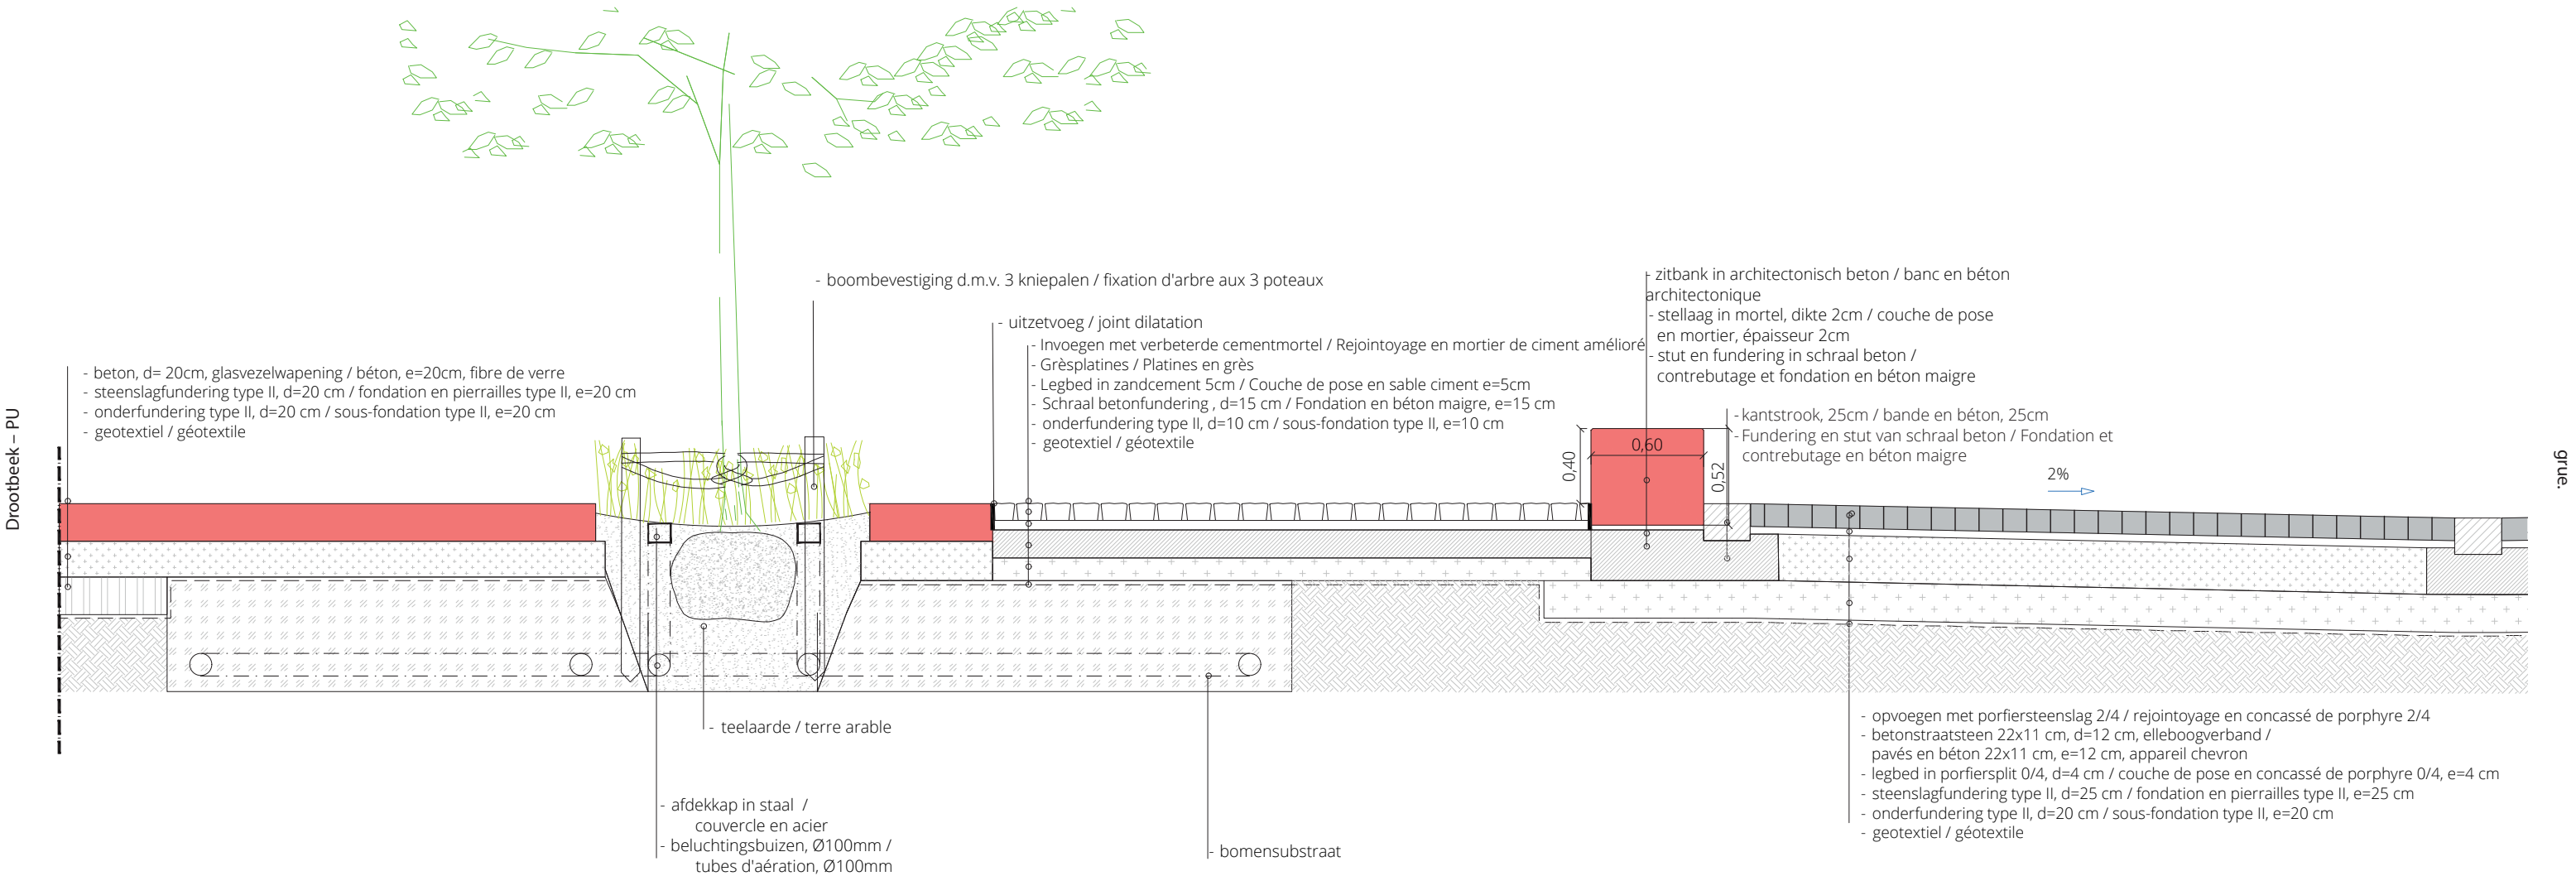 Drootbeek – PU
- beton, d= 20cm, glasvezelwapening / béton, e=20cm, fibre de verre
- steenslagfundering type II, d=20 cm / fondation en pierrailles type II, e=20 cm
- onderfundering type II, d=20 cm / sous-fondation type II, e=20 cm
- geotextiel / géotextile
- boombevestiging d.m.v. 3 kniepalen / fixation d'arbre aux 3 poteaux
- uitzetvoeg / joint dilatation
- Invoegen met verbeterde cementmortel / Rejointoyage en mortier de ciment amélioré
- Grèsplatines / Platines en grès
- Legbed in zandcement 5cm / Couche de pose en sable ciment e=5cm
- Schraal betonfundering , d=15 cm / Fondation en béton maigre, e=15 cm
- onderfundering type II, d=10 cm / sous-fondation type II, e=10 cm
- geotextiel / géotextile
- zitbank in architectonisch beton / banc en béton
architectonique
- stellaag in mortel, dikte 2cm / couche de pose
en mortier, épaisseur 2cm
- stut en fundering in schraal beton /
contrebutage et fondation en béton maigre
- kantstrook, 25cm / bande en béton, 25cm
- Fundering en stut van schraal beton / Fondation et
contrebutage en béton maigre
0,40
0,60
0,52
2%
grue.
- teelaarde / terre arable
- afdekkap in staal /
couvercle en acier
- beluchtingsbuizen, Ø100mm /
tubes d'aération, Ø100mm
- bomensubstraat
- opvoegen met porfiersteenslag 2/4 / rejointoyage en concassé de porphyre 2/4
- betonstraatsteen 22x11 cm, d=12 cm, elleboogverband /
pavés en béton 22x11 cm, e=12 cm, appareil chevron
- legbed in porfiersplit 0/4, d=4 cm / couche de pose en concassé de porphyre 0/4, e=4 cm
- steenslagfundering type II, d=25 cm / fondation en pierrailles type II, e=25 cm
- onderfundering type II, d=20 cm / sous-fondation type II, e=20 cm
- geotextiel / géotextile